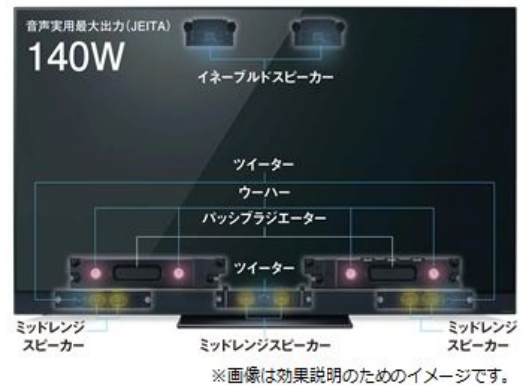 音声実用最大出力(JEITA)
140W
イネーブルドスピーカー
ツイーター
ウーハー
パッシブラジエーター
ツイーター
ミッドレンジ
スピーカー
ミッドレンジスピーカー
ミッドレンジ
スピーカー
※画像は効果説明のためのイメージです。